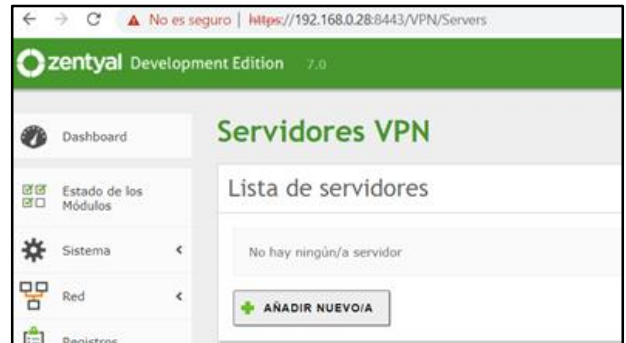 No es seguro | https://192.168.0.28:8443/VPN/Servers
zentyal Development Edition 7.0
Servidores VPN
Dashboard
Lista de servidores
Estado de los
Módulos
No hay ningún/a servidor
Sistema
Red
AÑADIR NUEVO/A
Registros